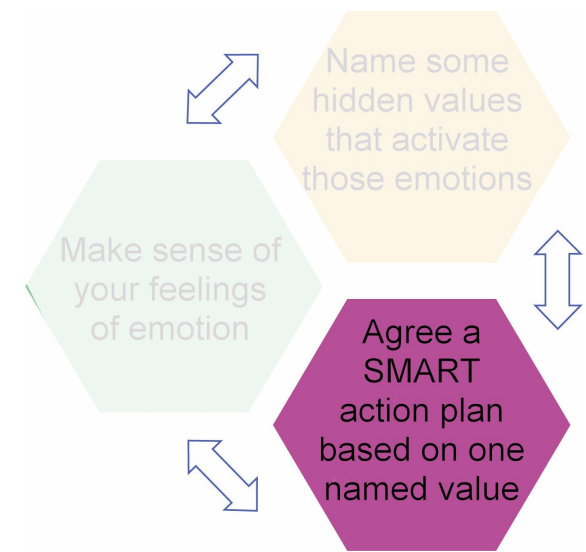 Name some
hidden values
that activate
those emotions
Make sense of
your feelings
of emotion
Agree a
SMART
action plan
based on one
named value